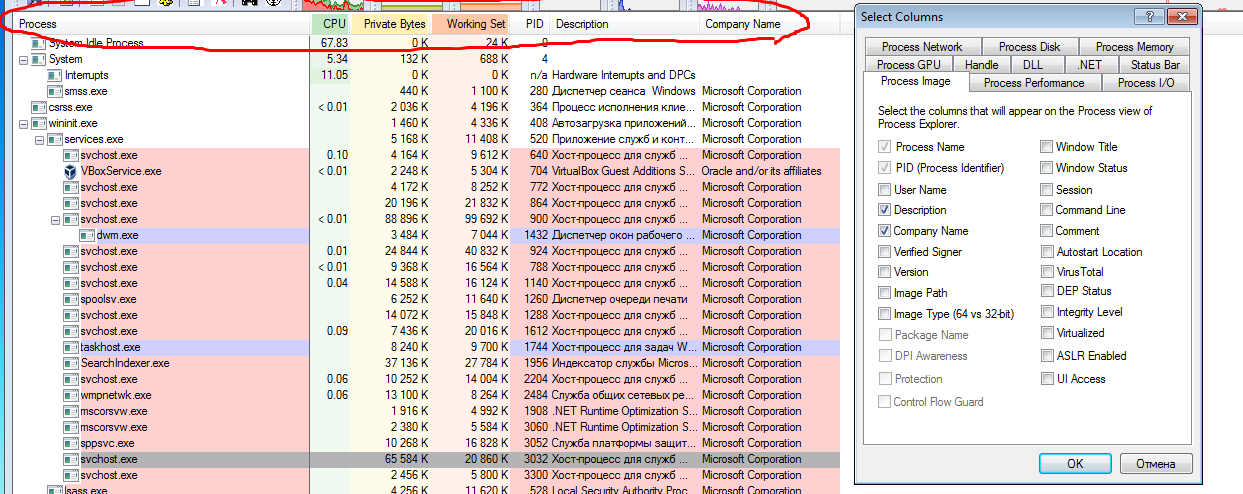 Process CPU Private Bytes Working Set PID Description Company Name
System Idle Process 67.83 0 K 24 K 0
System 5.34 132 K 688 K 4
Interrupts 11.05 0 K 0 K n/a Hardware Interrupts and DPCs
smss.exe 440 K 1 100 K 280 Диспетчер сеанса Windows Microsoft Corporation
csrss.exe < 0.01 2 036 K 4 196 K 364 Процесс исполнения клие... Microsoft Corporation
wininit.exe 1 460 K 4 336 K 408 Автозагрузка приложений... Microsoft Corporation
services.exe 5 168 K 11 408 K 520 Приложение служб и конт... Microsoft Corporation
svchost.exe 0.10 4 164 K 9 612 K 640 Хост-процесс для служб ... Microsoft Corporation
VBoxService.exe < 0.01 2 248 K 5 304 K 704 VirtualBox Guest Additions S... Oracle and/or its affiliates
svchost.exe 4 172 K 8 252 K 772 Хост-процесс для служб ... Microsoft Corporation
svchost.exe 20 196 K 21 832 K 864 Хост-процесс для служб ... Microsoft Corporation
svchost.exe < 0.01 88 896 K 99 692 K 900 Хост-процесс для служб ... Microsoft Corporation
dwm.exe 3 484 K 7 044 K 1432 Диспетчер окон рабочего ... Microsoft Corporation
svchost.exe 0.01 24 844 K 40 832 K 924 Хост-процесс для служб ... Microsoft Corporation
svchost.exe < 0.01 9 368 K 16 564 K 788 Хост-процесс для служб ... Microsoft Corporation
svchost.exe 0.04 14 588 K 16 124 K 1140 Хост-процесс для служб ... Microsoft Corporation
spoolsv.exe 6 252 K 11 640 K 1260 Диспетчер очереди печати Microsoft Corporation
svchost.exe 14 072 K 15 848 K 1288 Хост-процесс для служб ... Microsoft Corporation
svchost.exe 0.09 7 436 K 20 016 K 1612 Хост-процесс для служб ... Microsoft Corporation
taskhost.exe 8 240 K 9 700 K 1744 Хост-процесс для задач W... Microsoft Corporation
SearchIndexer.exe 37 136 K 27 784 K 1956 Индексатор службы Micros... Microsoft Corporation
svchost.exe 0.06 10 252 K 14 004 K 2204 Хост-процесс для служб ... Microsoft Corporation
wmpnetwk.exe 0.06 13 100 K 8 264 K 2484 Служба общих сетевых ре... Microsoft Corporation
mscorsvw.exe 1 916 K 4 992 K 1908 .NET Runtime Optimization S... Microsoft Corporation
mscorsvw.exe 2 380 K 5 584 K 3060 .NET Runtime Optimization S... Microsoft Corporation
sppsvc.exe 10 268 K 16 828 K 3052 Служба платформы защит... Microsoft Corporation
svchost.exe 65 584 K 20 860 K 3032 Хост-процесс для служб ... Microsoft Corporation
svchost.exe 2 456 K 5 800 K 3300 Хост-процесс для служб ... Microsoft Corporation
lsass.exe 4 256 K 11 620 K 528 Local Security Authority Proc... Microsoft Corporation
Select Columns
Process Network Process Disk Process Memory
Process GPU Handle DLL .NET Status Bar
Process Image Process Performance Process I/O
Select the columns that will appear on the Process view of
Process Explorer.
Process Name Window Title
PID (Process Identifier) Window Status
User Name Session
Description Command Line
Company Name Comment
Verified Signer Autostart Location
Version VirusTotal
Image Path DEP Status
Image Type (64 vs 32-bit) Integrity Level
Package Name Virtualized
DPI Awareness ASLR Enabled
Protection UI Access
Control Flow Guard
OK Отмена